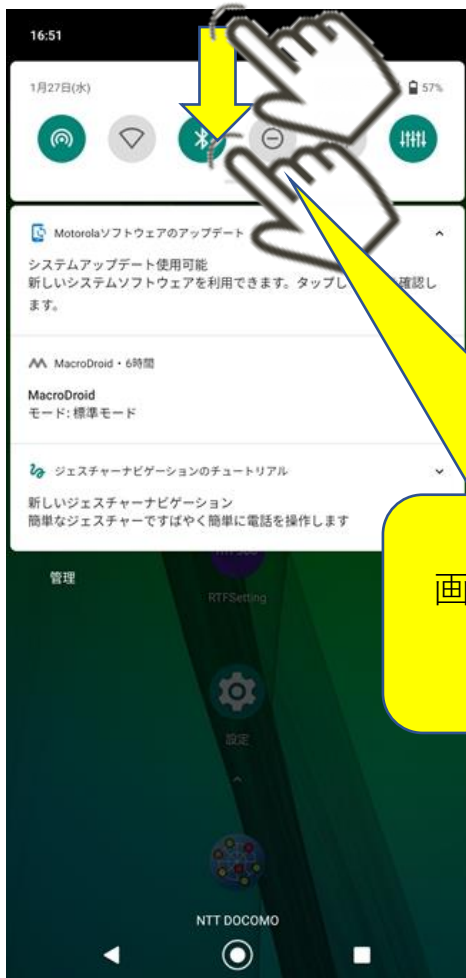 16:51
1月27日(水)
57%
Motorolaソフトウェアのアップデート
システムアップデート使用可能
新しいシステムソフトウェアを利用できます。タップし
確認し
ます。
MacroDroid・6時間
MacroDroid
モード: 標準モード
ジェスチャーナビゲーションのチュートリアル
新しいジェスチャーナビゲーション
簡単なジェスチャーですばやく簡単に電話を操作します
画
管理
RTFSetting
設定
NTT DOCOMO